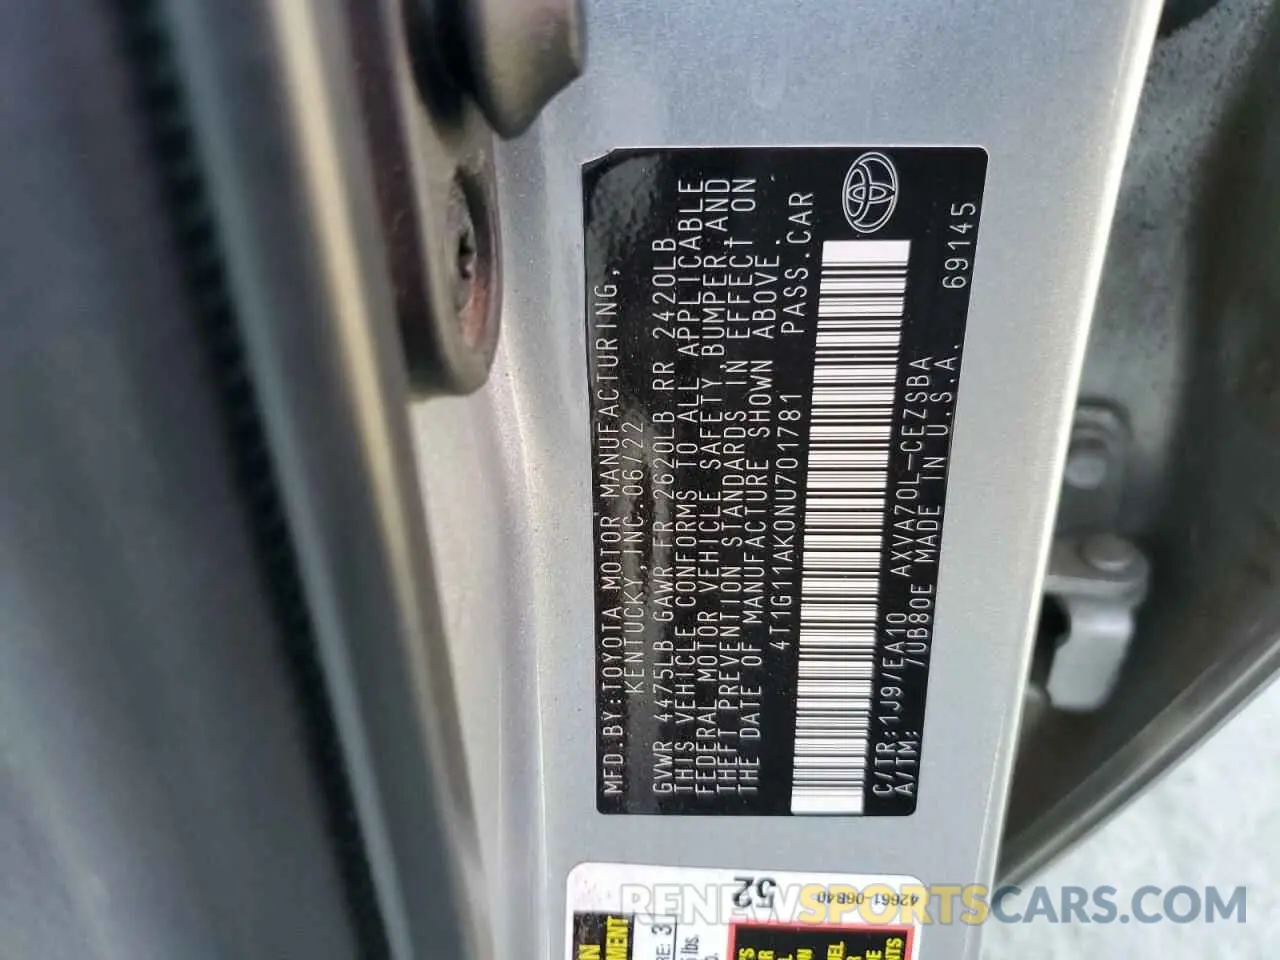 MFD.BY:TOYOTA MOTOR MANUFACTURING,
KENTUCKY,INC.06/22
GVWR 4475LB GAWR FR 2620LB RR 2420LB
THIS VEHICLE CONFORMS TO ALL APPLICABLE
FEDERAL MOTOR VEHICLE SAFETY,BUMPER,AND
THEFT PREVENTION STANDARDS IN EFFECT ON
THE DATE OF MANUFACTURE SHOWN ABOVE.
4T1G11AK0NU701781 PASS.CAR
C/TR:1J9/EA10 AXVA70L-CEZSBA
A/TM: /UB80E MADE IN U.S.A. 69145
52
42661-06B40
RENEWSPORTSCARS.COM